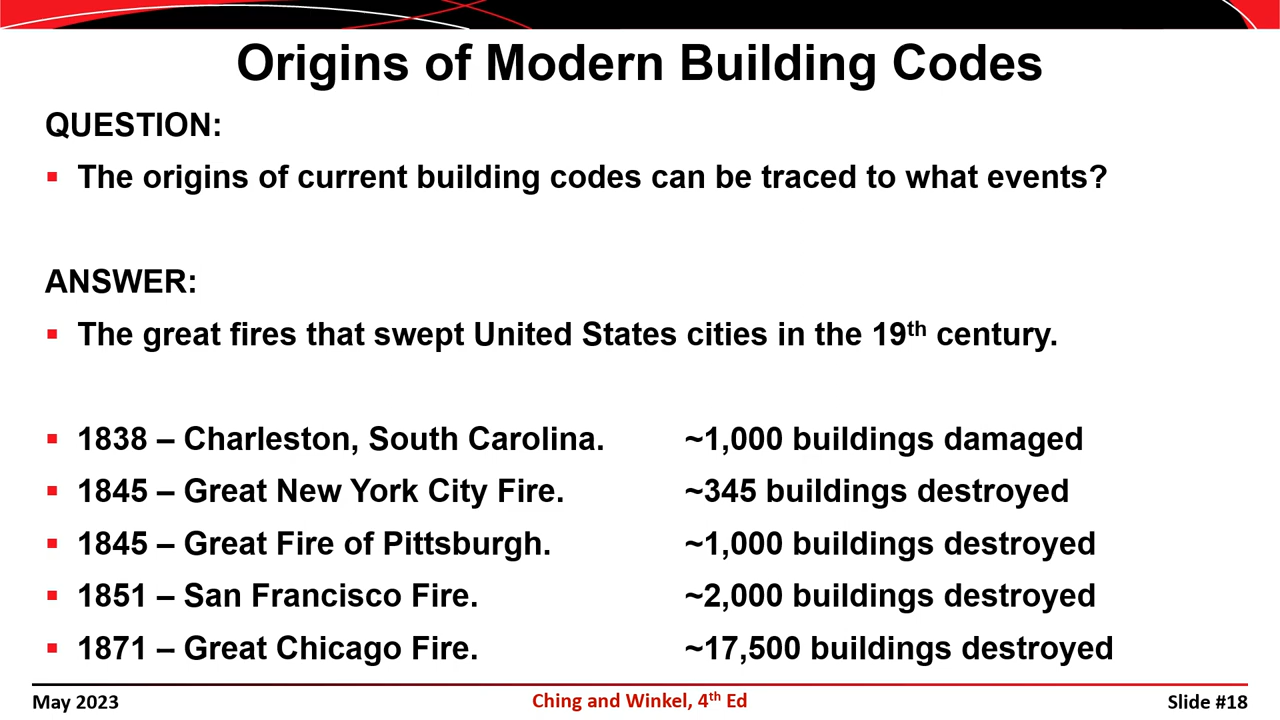 Origins of Modern Building Codes
QUESTION:
▪ The origins of current building codes can be traced to what events?
ANSWER:
▪ The great fires that swept United States cities in the 19th century.
▪ 1838 – Charleston, South Carolina. ~1,000 buildings damaged
▪ 1845 – Great New York City Fire. ~345 buildings destroyed
▪ 1845 – Great Fire of Pittsburgh. ~1,000 buildings destroyed
▪ 1851 – San Francisco Fire. ~2,000 buildings destroyed
▪ 1871 – Great Chicago Fire. ~17,500 buildings destroyed
May 2023 Ching and Winkel, 4th Ed Slide #18